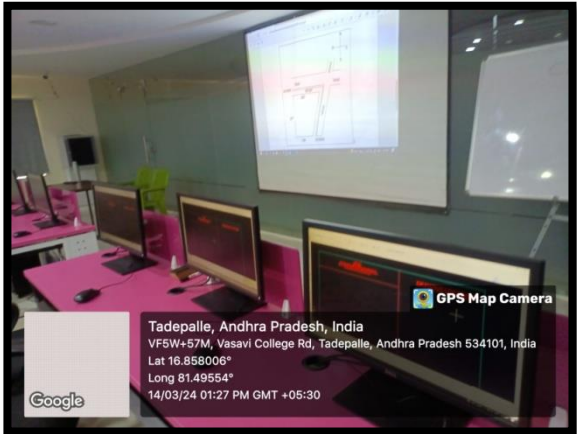 GPS Map Camera
Tadepalle, Andhra Pradesh, India
VF5W+57M, Vasavi College Rd, Tadepalle, Andhra Pradesh 534101, India
Lat 16.858006°
Long 81.49554°
14/03/24 01:27 PM GMT +05:30
Google